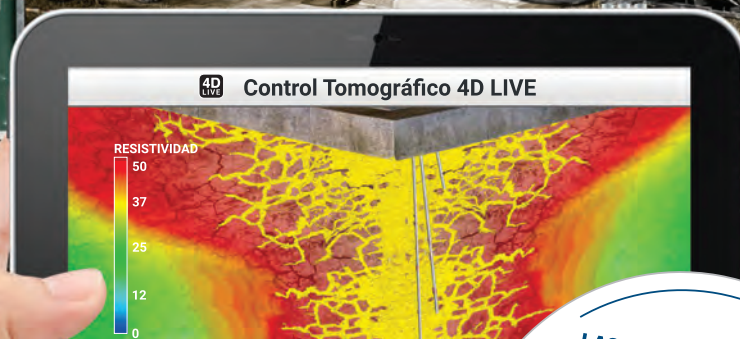 4D
LIVE
Control Tomográfico 4D LIVE
RESISTIVIDAD
50
37
25
12
0